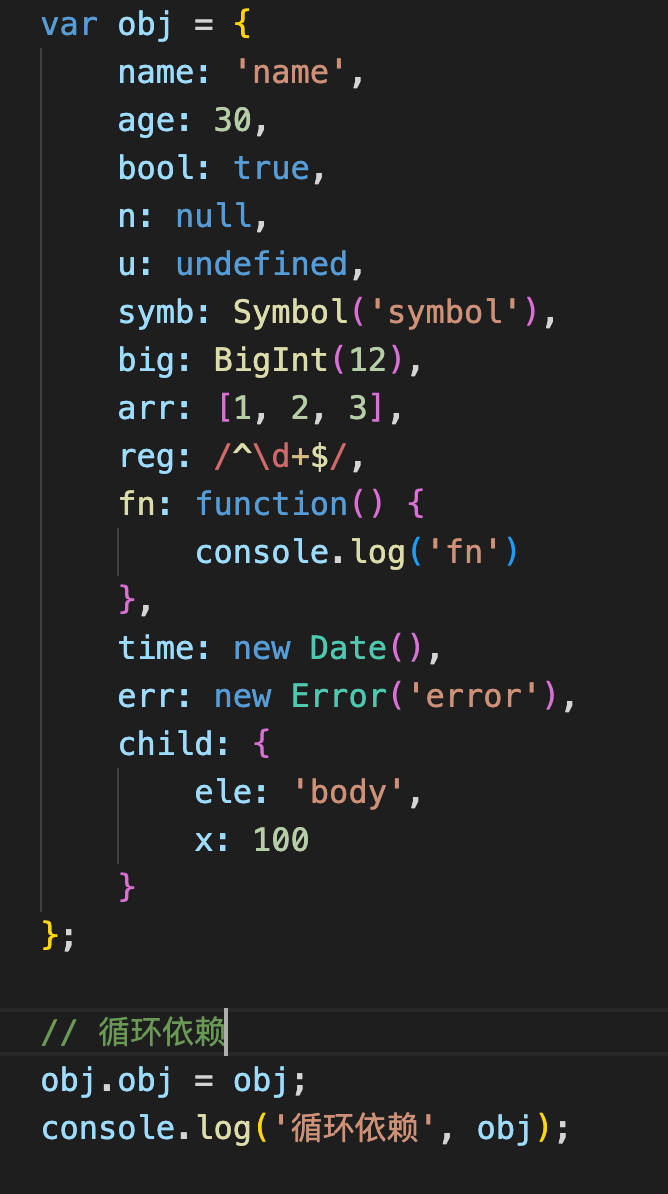 var obj = {
    name: 'name',
    age: 30,
    bool: true,
    n: null,
    u: undefined,
    symb: Symbol('symbol'),
    big: BigInt(12),
    arr: [1, 2, 3],
    reg: /^\d+$/,
    fn: function() {
        console.log('fn')
    },
    time: new Date(),
    err: new Error('error'),
    child: {
        ele: 'body',
        x: 100
    }
};

// 循环依赖
obj.obj = obj;
console.log('循环依赖', obj);